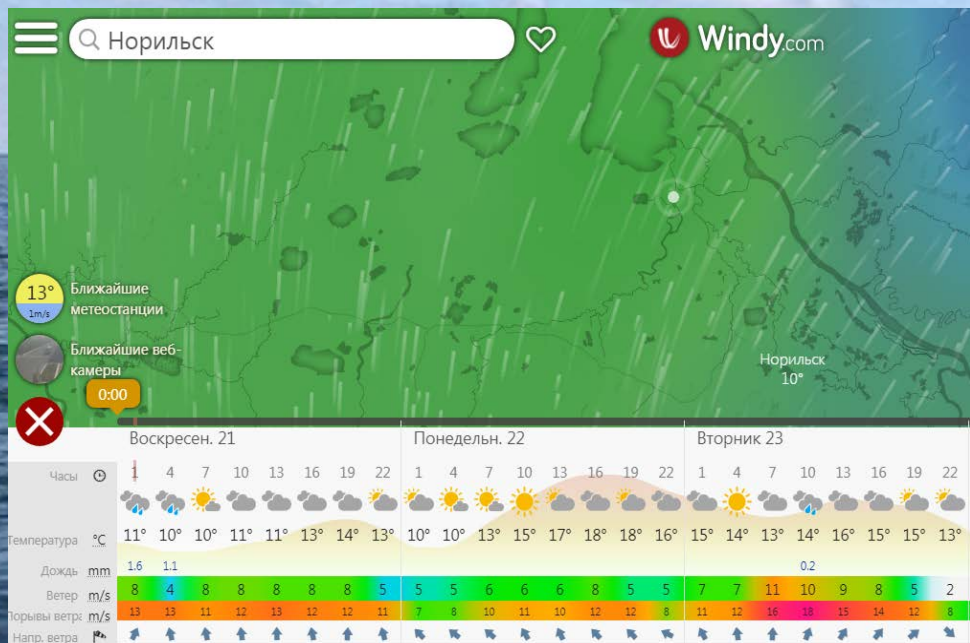 Норильск
Windy.com
13°
1m/s
Ближайшие
метеостанции
Ближайшие веб-
камеры
0:00
Норильск
10°
Воскресен. 21 Понедельн. 22 Вторник 23
Часы 1 4 7 10 13 16 19 22 1 4 7 10 13 16 19 22 1 4 7 10 13 16 19 22
Температура °C 11° 10° 10° 11° 11° 13° 14° 13° 10° 10° 13° 15° 17° 18° 18° 16° 15° 14° 13° 14° 16° 15° 15° 13°
Дождь mm 1.6 1.1 0.2
Ветер m/s 8 4 8 8 8 8 8 5 5 5 6 6 6 8 5 5 7 7 11 10 9 8 5 2
Порывы ветра m/s 13 13 11 12 13 12 12 11 7 8 10 11 10 12 12 8 11 12 16 18 15 14 12 8
Напр. ветра